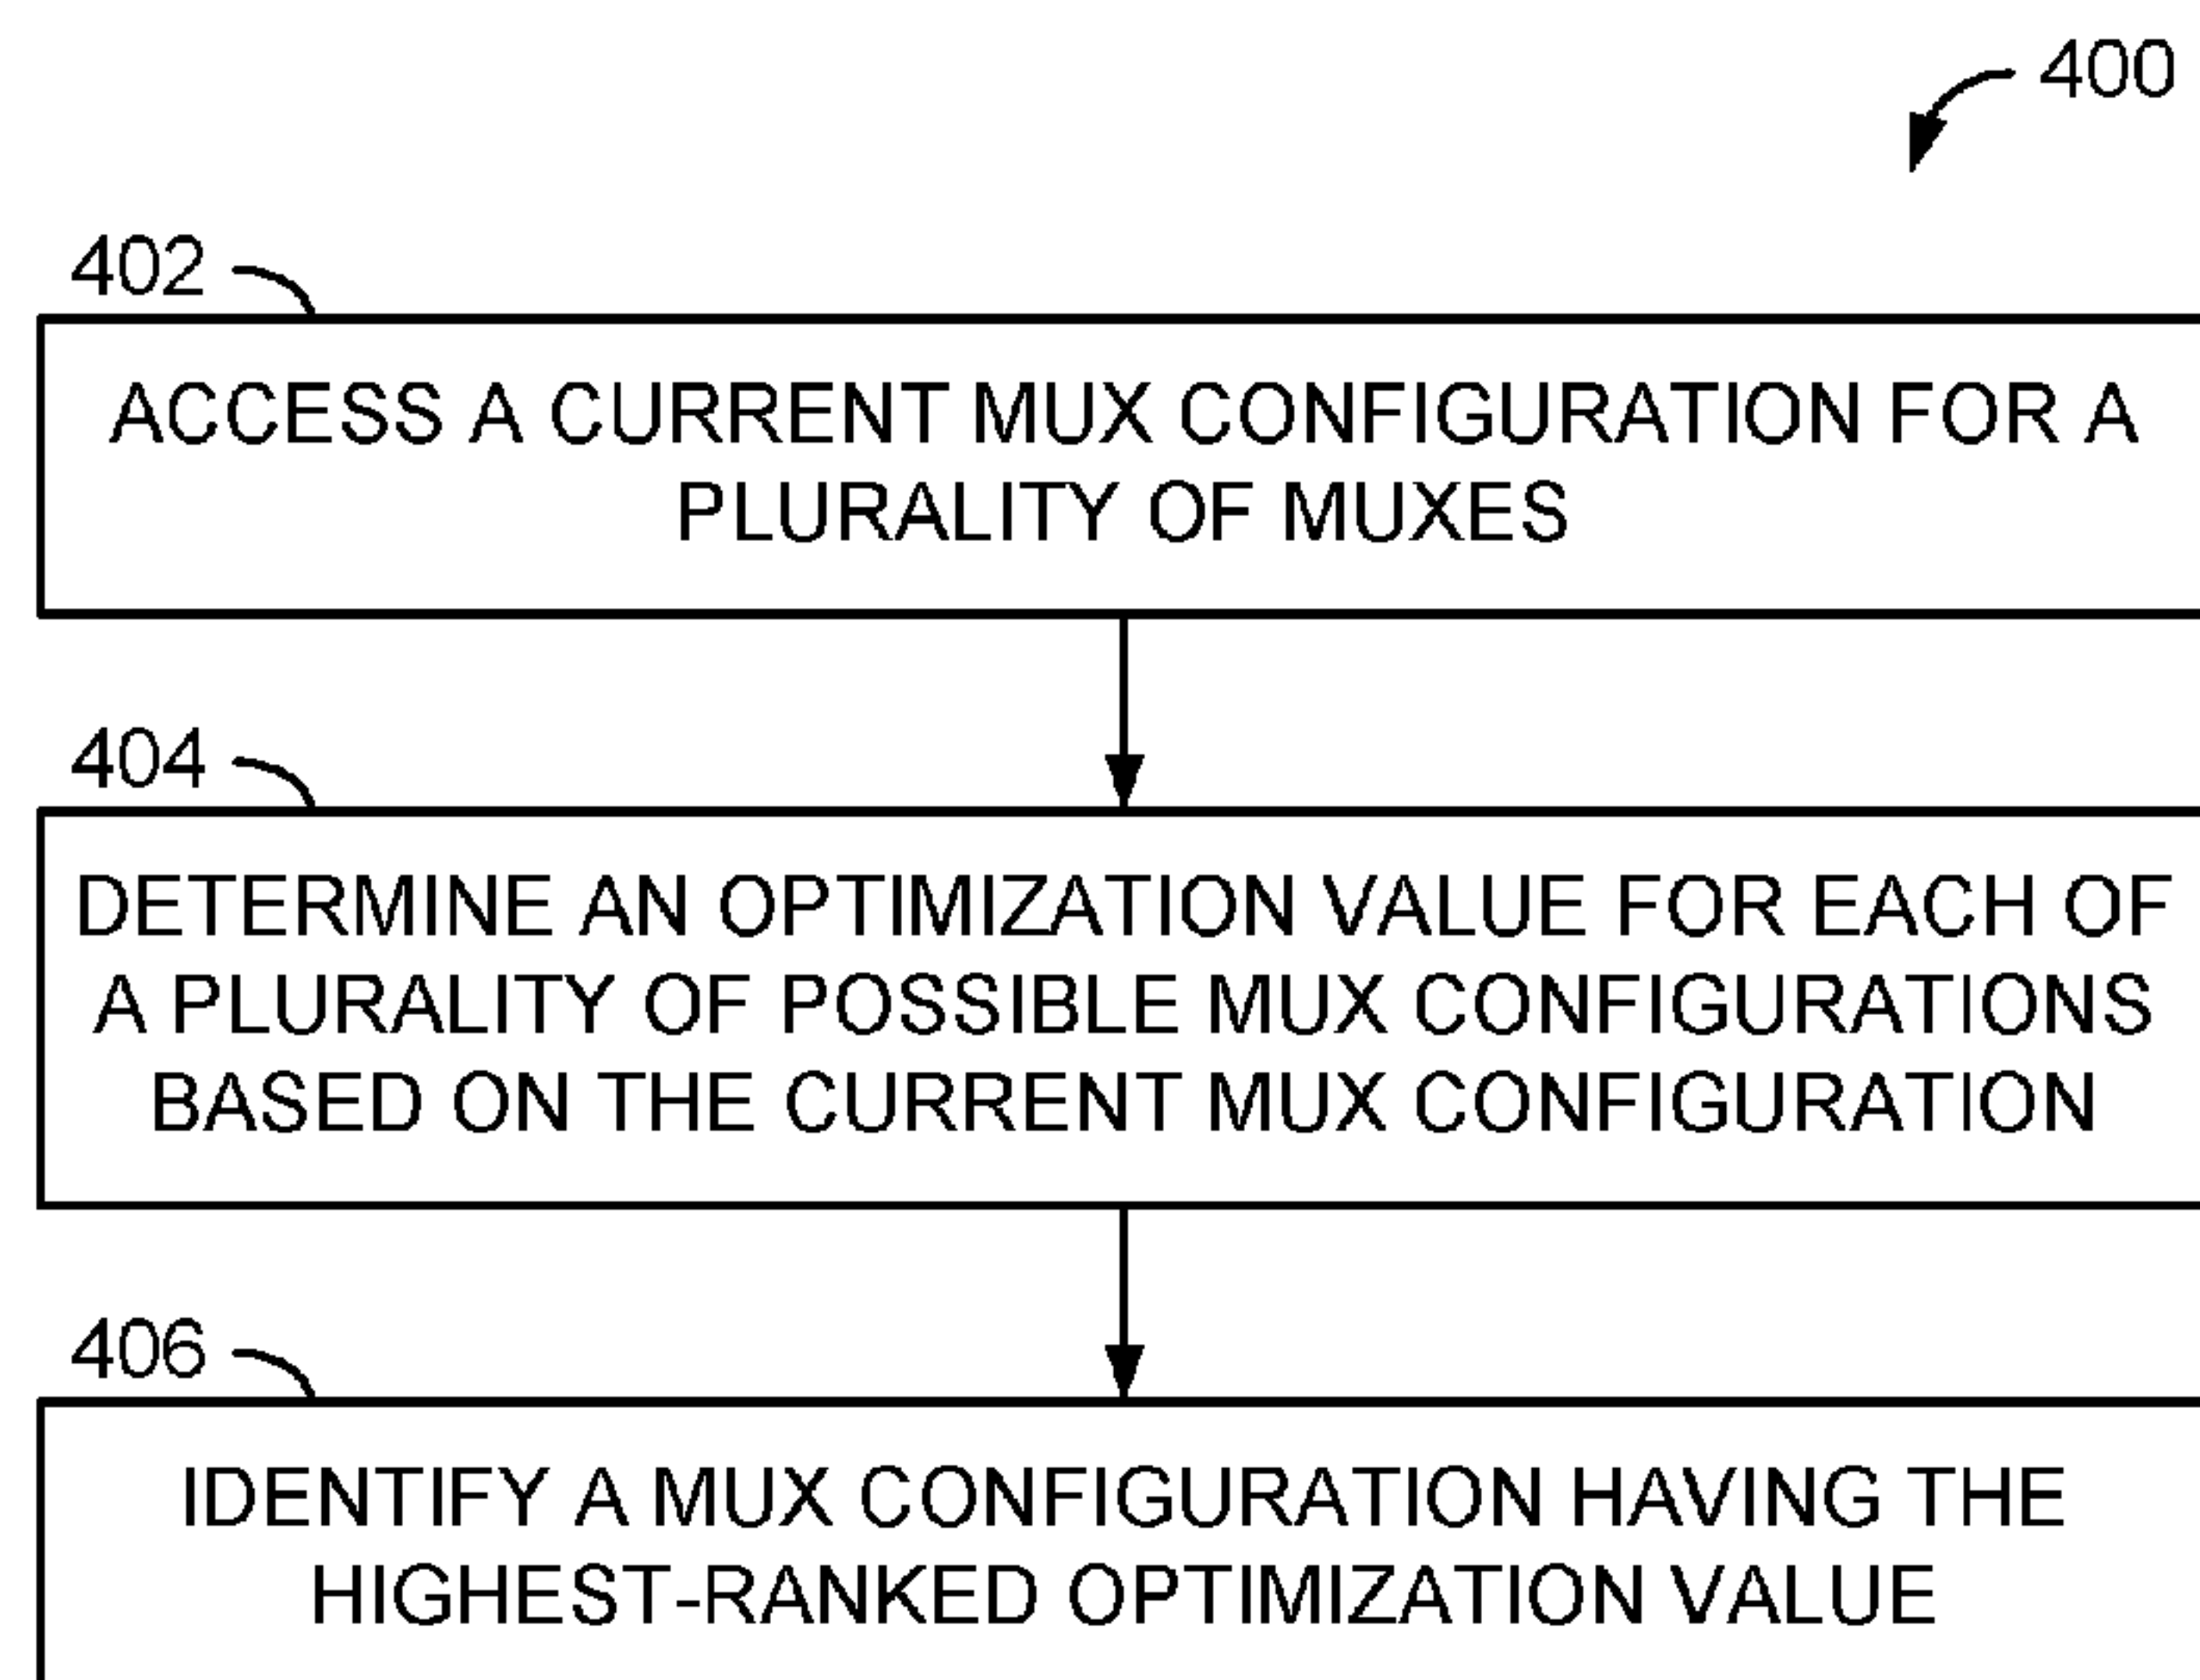 400
402
ACCESS A CURRENT MUX CONFIGURATION FOR A
PLURALITY OF MUXES
404
DETERMINE AN OPTIMIZATION VALUE FOR EACH OF
A PLURALITY OF POSSIBLE MUX CONFIGURATIONS
BASED ON THE CURRENT MUX CONFIGURATION
406
IDENTIFY A MUX CONFIGURATION HAVING THE
HIGHEST-RANKED OPTIMIZATION VALUE